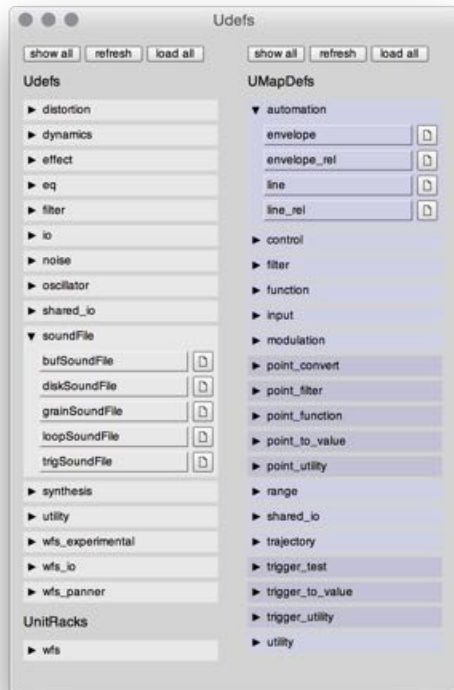 Udefs
show all refresh load all
Udefs
▶ distortion
▶ dynamics
▶ effect
▶ eq
▶ filter
▶ io
▶ noise
▶ oscillator
▶ shared_io
▼ soundFile
bufSoundFile
diskSoundFile
grainSoundFile
loopSoundFile
trigSoundFile
▶ synthesis
▶ utility
▶ wfs_experimental
▶ wfs_io
▶ wfs_panner
UnitRacks
▶ wfs
show all refresh load all
UMapDefs
▼ automation
envelope
envelope_rel
line
line_rel
▶ control
▶ filter
▶ function
▶ input
▶ modulation
▶ point_convert
▶ point_filter
▶ point_function
▶ point_to_value
▶ point_utility
▶ range
▶ shared_io
▶ trajectory
▶ trigger_test
▶ trigger_to_value
▶ trigger_utility
▶ utility